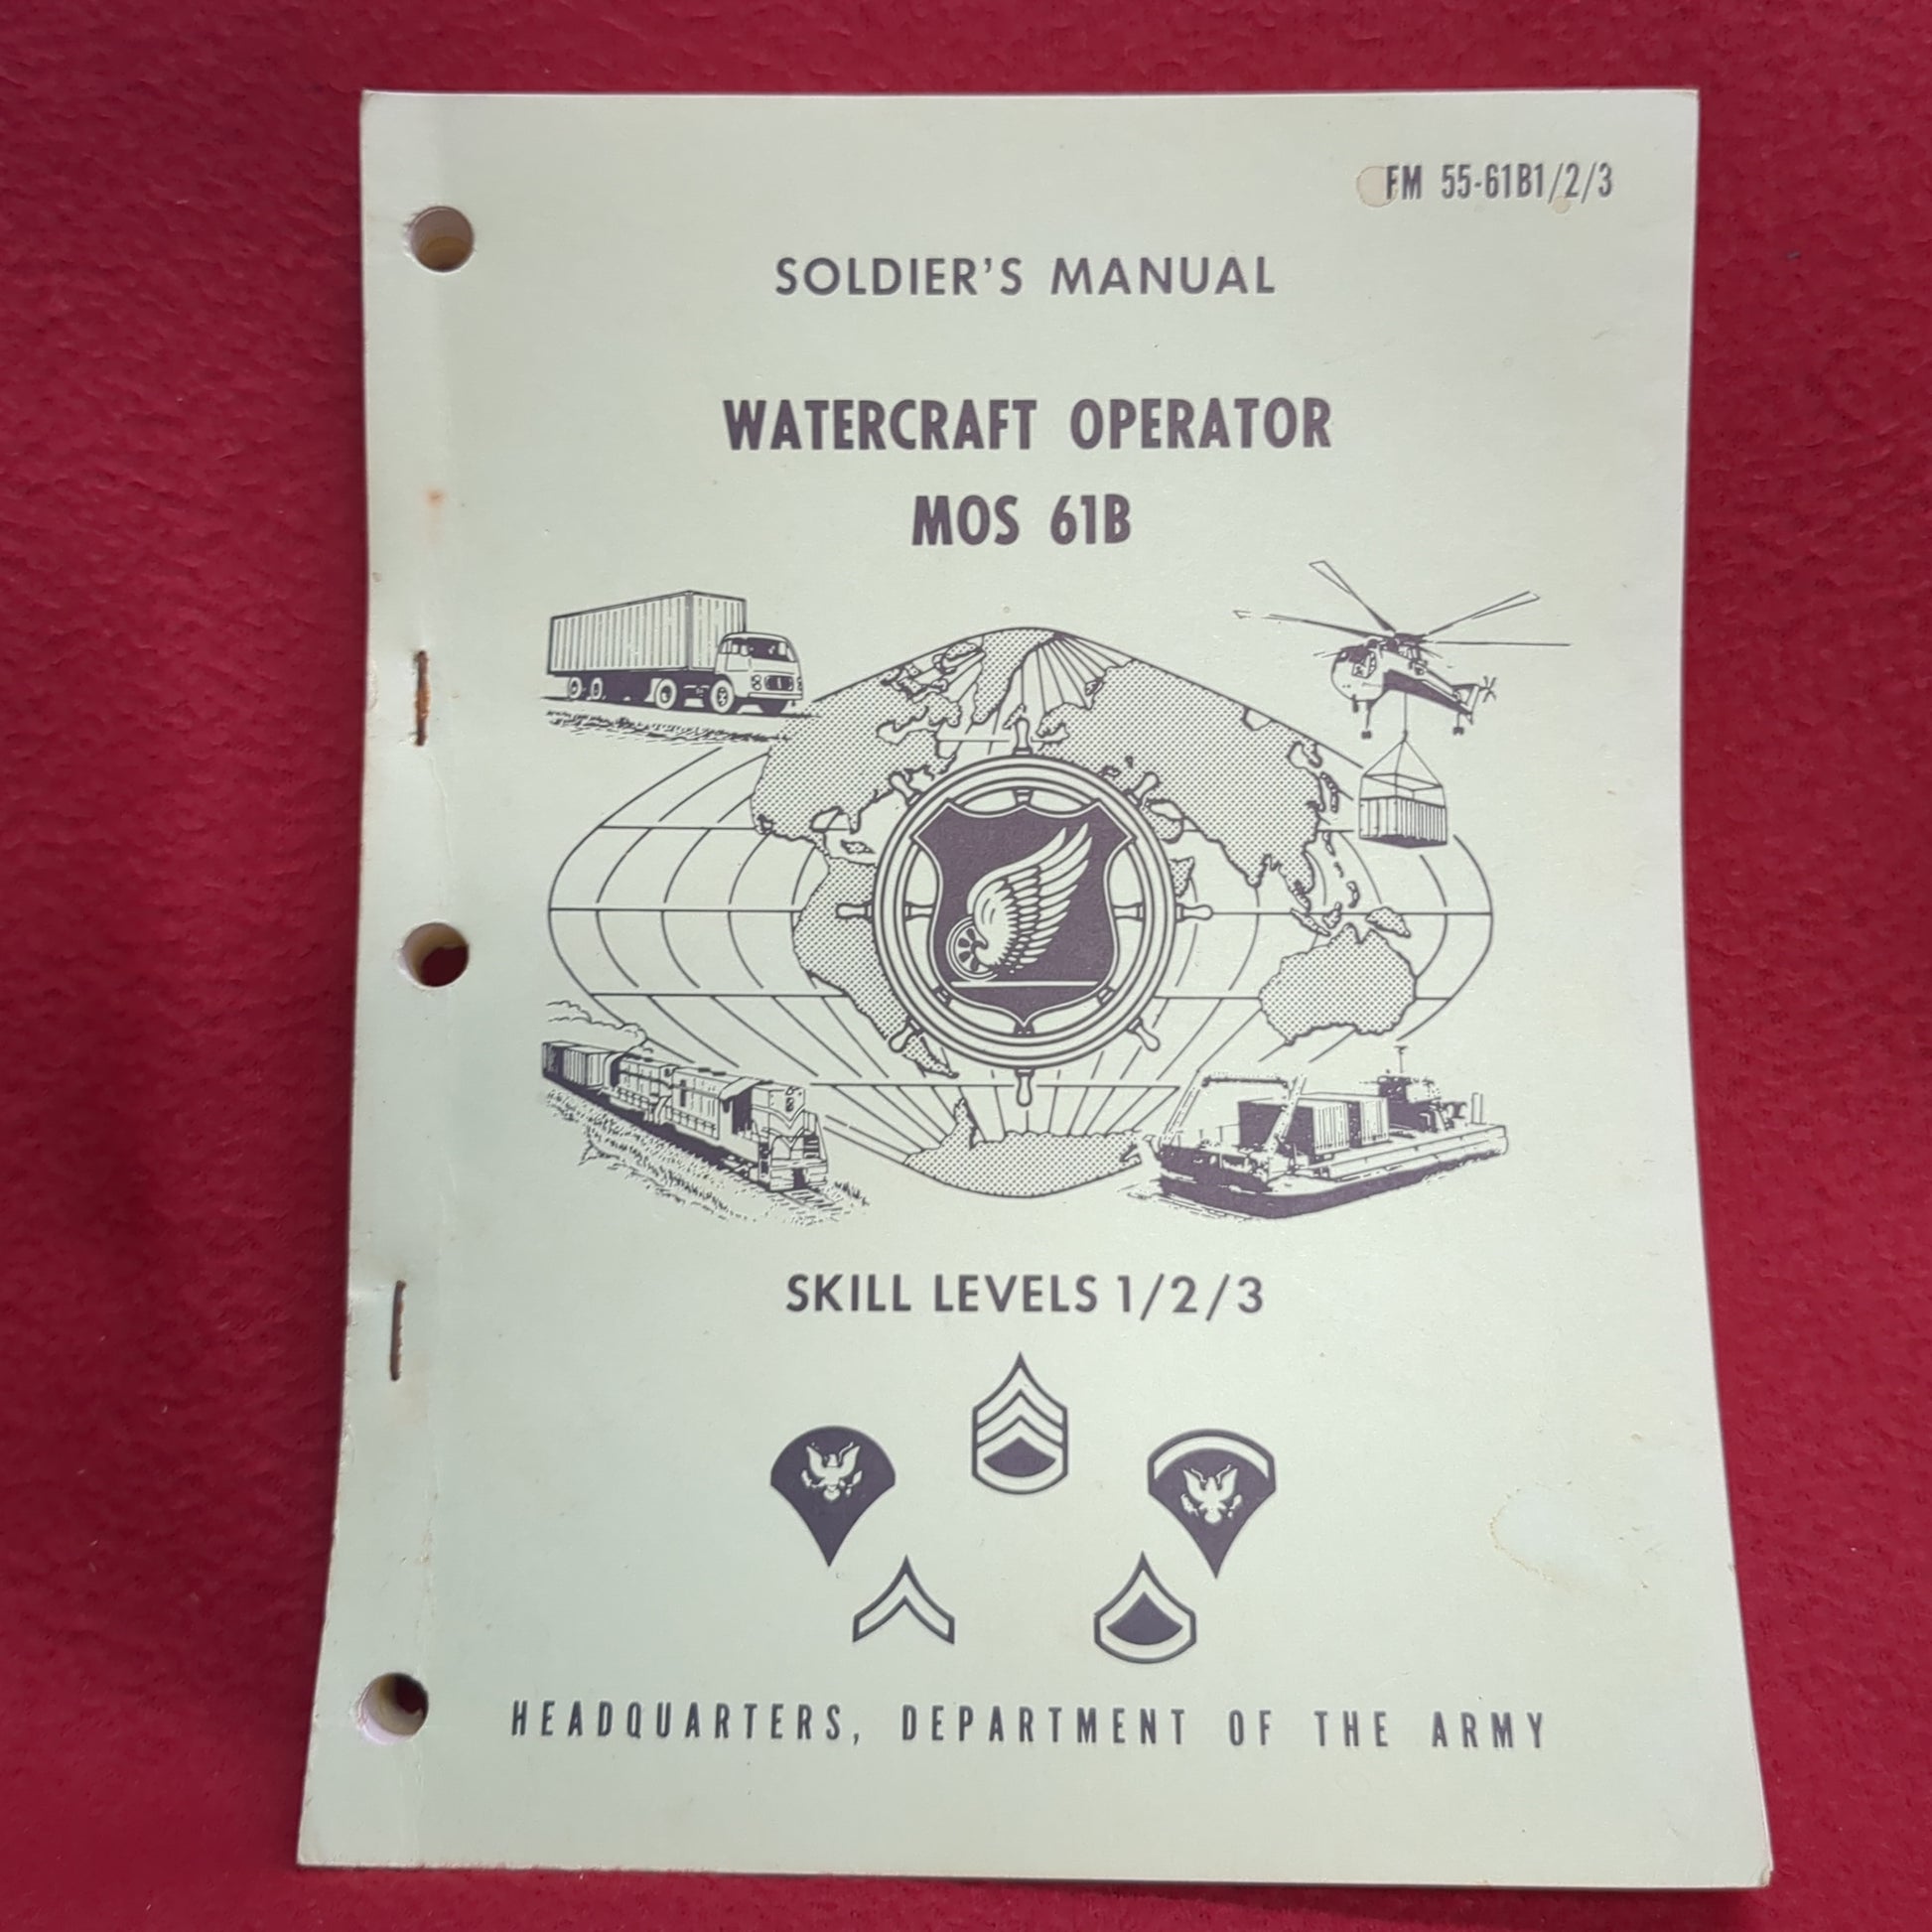 FM 55-61B1/2/3
SOLDIER'S MANUAL
WATERCRAFT OPERATOR
MOS 61B
SKILL LEVELS 1/2/3
HEADQUARTERS, DEPARTMENT OF THE ARMY